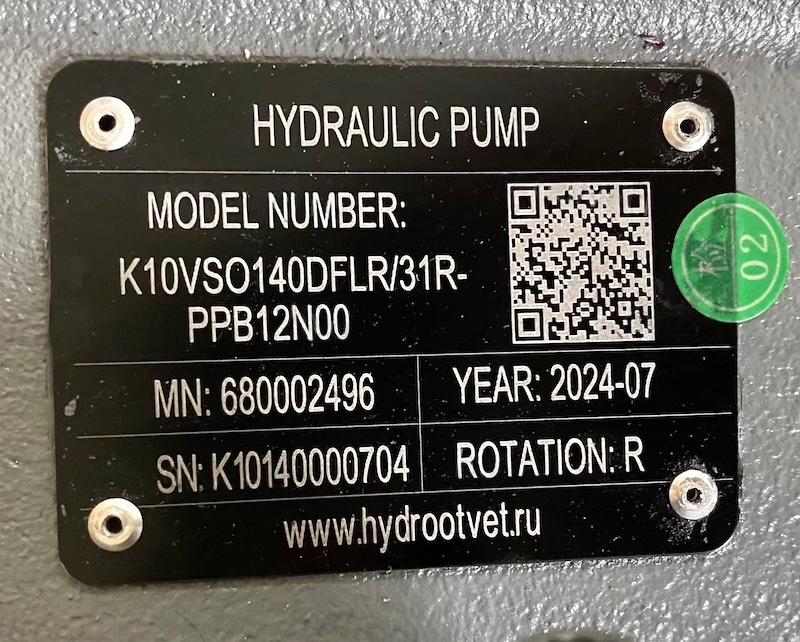 HYDRAULIC PUMP
MODEL NUMBER:
K10VSO140DFLR/31R-
PPB12N00
MN: 680002496
YEAR: 2024-07
SN: K10140000704
ROTATION: R
www.hydrootvet.ru
检
02